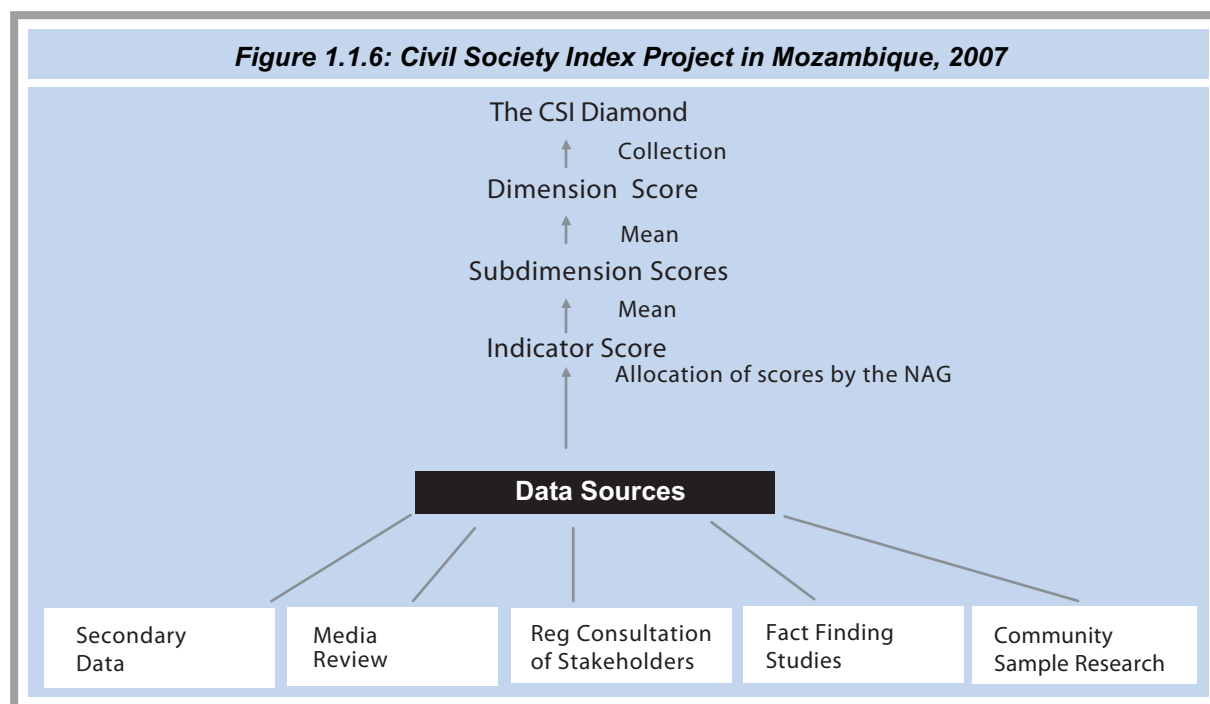 Figure 1.1.6: Civil Society Index Project in Mozambique, 2007
The CSI Diamond
Collection
Dimension Score
Mean
Subdimension Scores
Mean
Indicator Score
Allocation of scores by the NAG
Data Sources
Secondary
Data
Media
Review
Reg Consultation
of Stakeholders
Fact Finding
Studies
Community
Sample Research